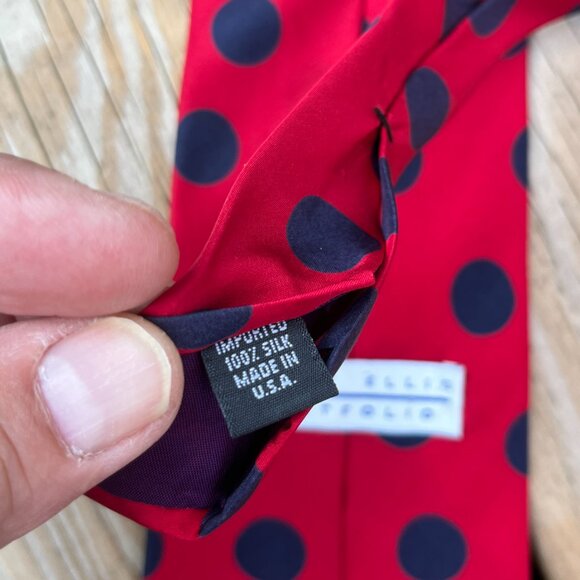 IMPORTED
100% SILK
MADE IN
U.S.A.
ELLIS
TFOLIO